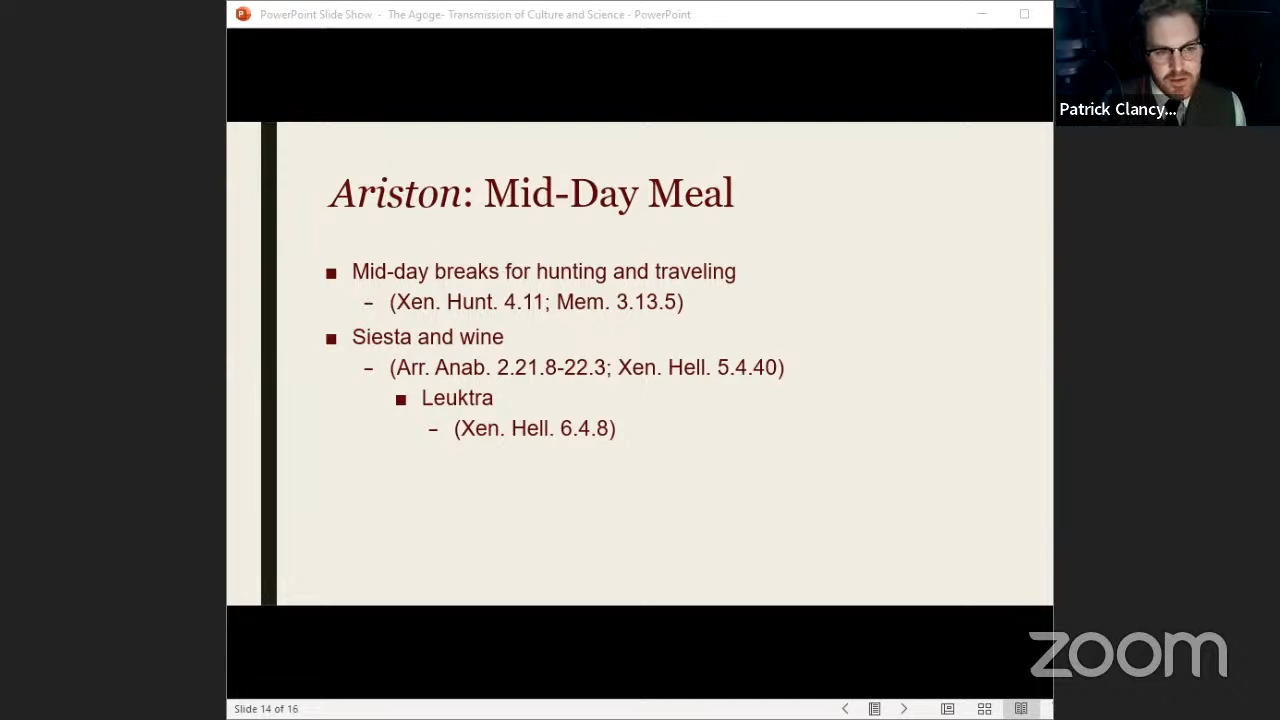 PowerPoint Slide Show - The Agoge- Transmission of Culture and Science - PowerPoint
Patrick Clancy...
Ariston: Mid-Day Meal
■ Mid-day breaks for hunting and traveling
– (Xen. Hunt. 4.11; Mem. 3.13.5)
■ Siesta and wine
– (Arr. Anab. 2.21.8-22.3; Xen. Hell. 5.4.40)
■ Leuktra
– (Xen. Hell. 6.4.8)
zoom
Slide 14 of 16